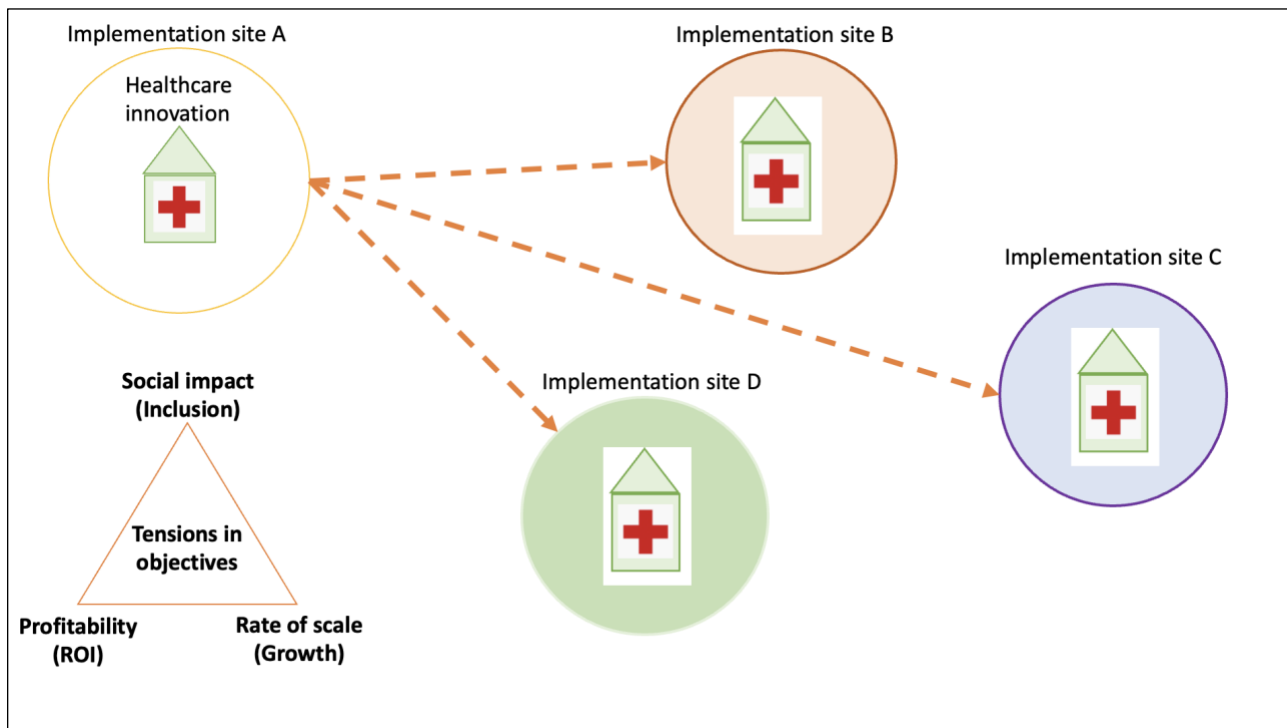 Implementation site A
Healthcare
innovation
Implementation site B
Implementation site C
Implementation site D
Social impact
(Inclusion)
Tensions in
objectives
Profitability
(ROI)
Rate of scale
(Growth)